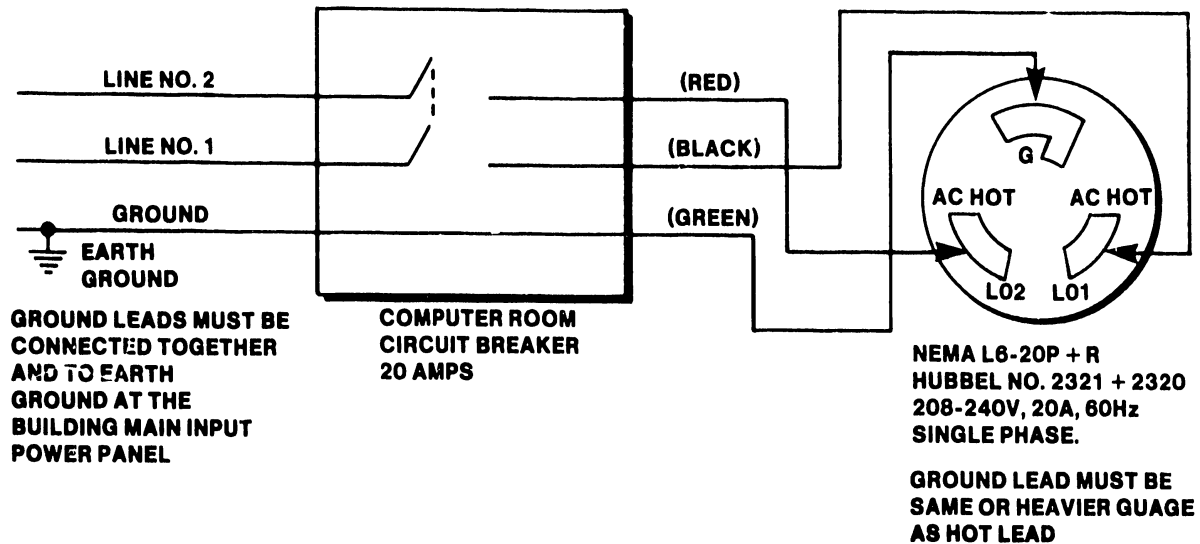 LINE NO. 2
(RED)
LINE NO. 1
(BLACK)
G
AC HOT
AC HOT
GROUND
(GREEN)
EARTH
GROUND
LO2
LO1
GROUND LEADS MUST BE
CONNECTED TOGETHER
AND TO EARTH
GROUND AT THE
BUILDING MAIN INPUT
POWER PANEL
COMPUTER ROOM
CIRCUIT BREAKER
20 AMPS
NEMA L6-20P + R
HUBBEL NO. 2321 + 2320
208-240V, 20A, 60Hz
SINGLE PHASE.
GROUND LEAD MUST BE
SAME OR HEAVIER GUAGE
AS HOT LEAD